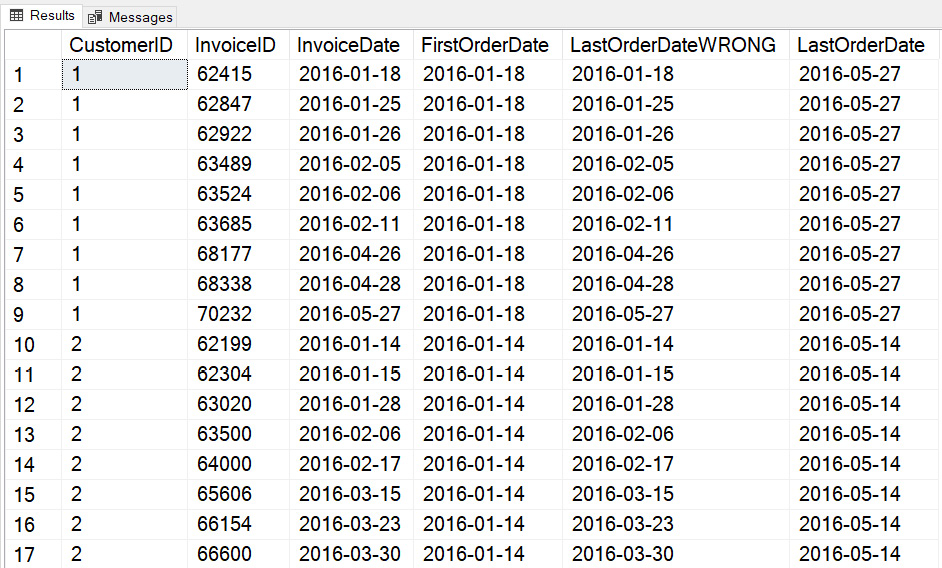 Results Messages
CustomerID InvoiceID InvoiceDate FirstOrderDate LastOrderDateWRONG LastOrderDate
1 1 62415 2016-01-18 2016-01-18 2016-01-18 2016-05-27
2 1 62847 2016-01-25 2016-01-18 2016-01-25 2016-05-27
3 1 62922 2016-01-26 2016-01-18 2016-01-26 2016-05-27
4 1 63489 2016-02-05 2016-01-18 2016-02-05 2016-05-27
5 1 63524 2016-02-06 2016-01-18 2016-02-06 2016-05-27
6 1 63685 2016-02-11 2016-01-18 2016-02-11 2016-05-27
7 1 68177 2016-04-26 2016-01-18 2016-04-26 2016-05-27
8 1 68338 2016-04-28 2016-01-18 2016-04-28 2016-05-27
9 1 70232 2016-05-27 2016-01-18 2016-05-27 2016-05-27
10 2 62199 2016-01-14 2016-01-14 2016-01-14 2016-05-14
11 2 62304 2016-01-15 2016-01-14 2016-01-15 2016-05-14
12 2 63020 2016-01-28 2016-01-14 2016-01-28 2016-05-14
13 2 63500 2016-02-06 2016-01-14 2016-02-06 2016-05-14
14 2 64000 2016-02-17 2016-01-14 2016-02-17 2016-05-14
15 2 65606 2016-03-15 2016-01-14 2016-03-15 2016-05-14
16 2 66154 2016-03-23 2016-01-14 2016-03-23 2016-05-14
17 2 66600 2016-03-30 2016-01-14 2016-03-30 2016-05-14